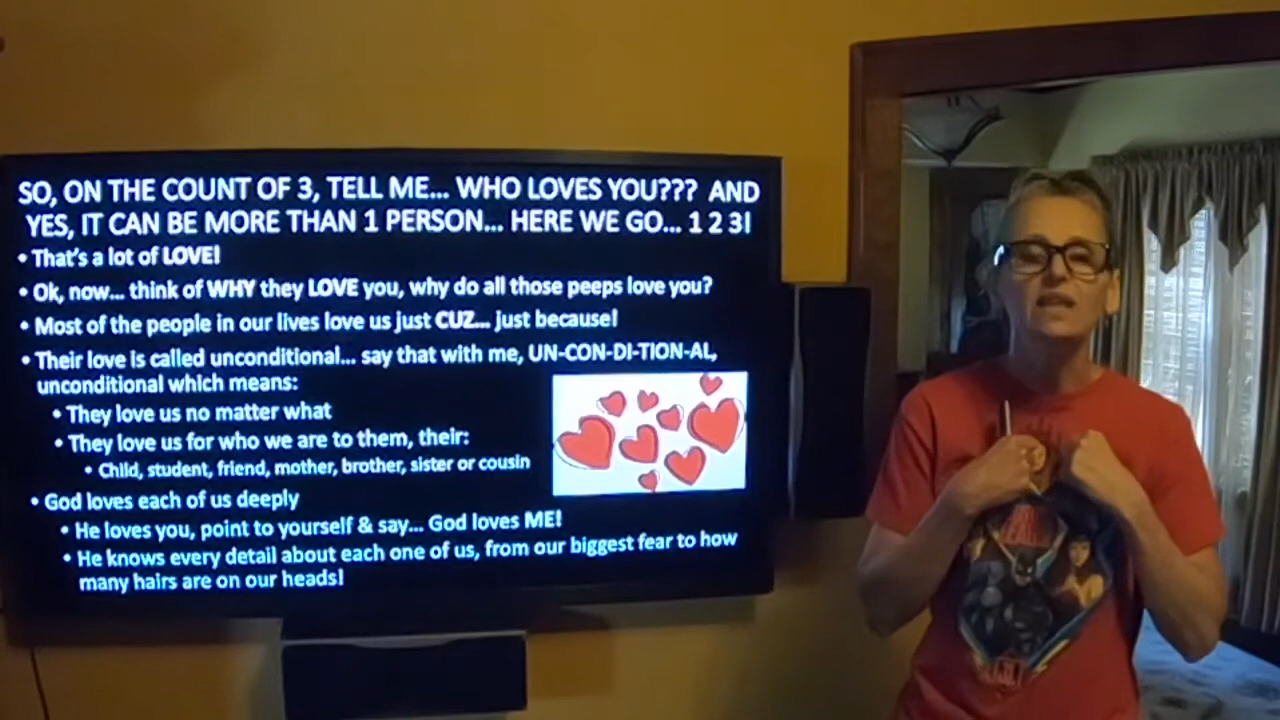 SO, ON THE COUNT OF 3, TELL ME... WHO LOVES YOU??? AND
YES, IT CAN BE MORE THAN 1 PERSON... HERE WE GO... 1 2 3!
• That's a lot of LOVE!
• Ok, now... think of WHY they LOVE you, why do all those peeps love you?
• Most of the people in our lives love us just CUZ... just because!
• Their love is called unconditional... say that with me, UN-CON-DI-TION-AL,
unconditional which means:
• They love us no matter what
• They love us for who we are to them, their:
• Child, student, friend, mother, brother, sister or cousin
• God loves each of us deeply
• He loves you, point to yourself & say... God loves ME!
• He knows every detail about each one of us, from our biggest fear to how
many hairs are on our heads!